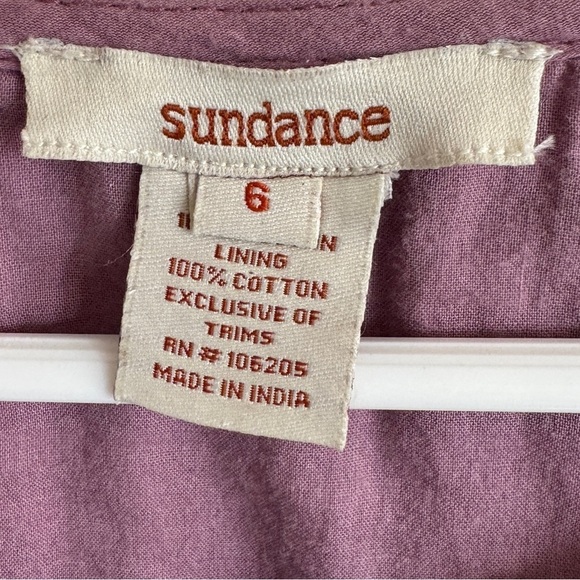 sundance
6
LINING
100% COTTON
EXCLUSIVE OF
TRIMS
RN # 106205
MADE IN INDIA